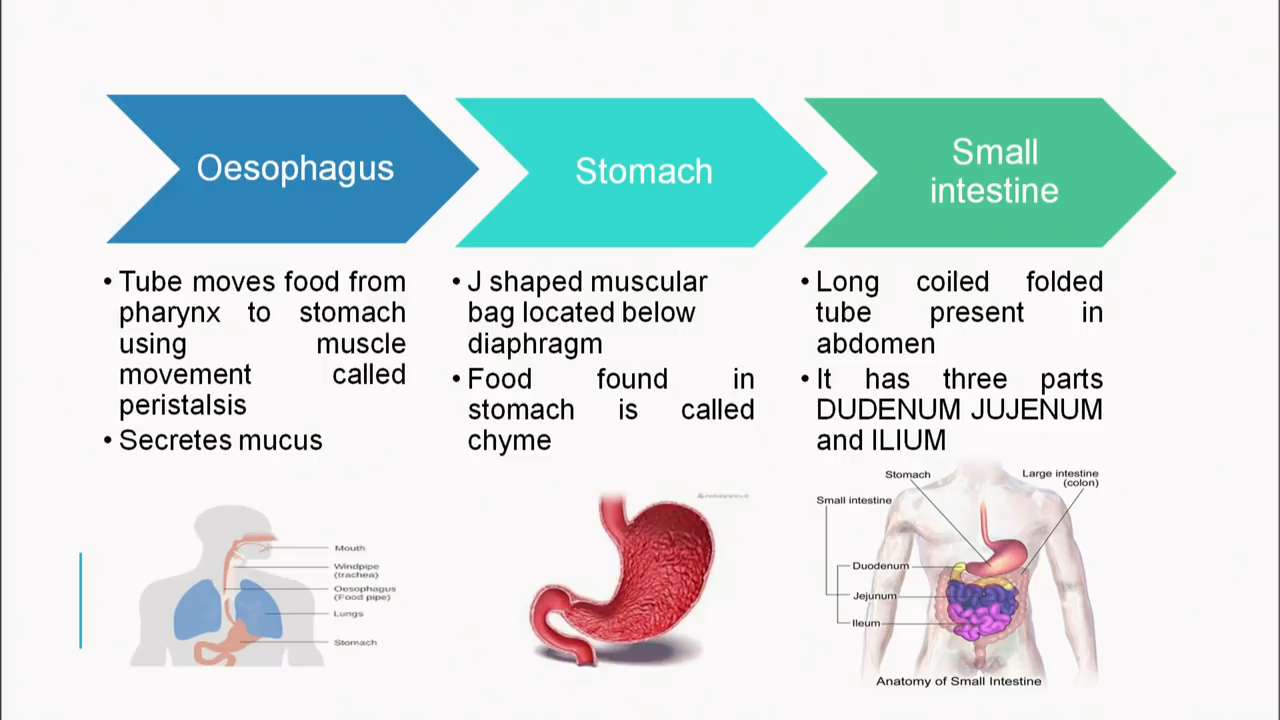 Oesophagus
• Tube moves food from
pharynx to stomach
using muscle
movement called
peristalsis
• Secretes mucus
Mouth
Windpipe
(trachea)
Oesophagus
(Food pipe)
Lungs
Stomach
Stomach
• J shaped muscular
bag located below
diaphragm
• Food found in
stomach is called
chyme
Small
intestine
• Long coiled folded
tube present in
abdomen
• It has three parts
DUDENUM JUJENUM
and ILIUM
Stomach
Large intestine
(colon)
Small intestine
Duodenum
Jejunum
Ileum
Anatomy of Small Intestine